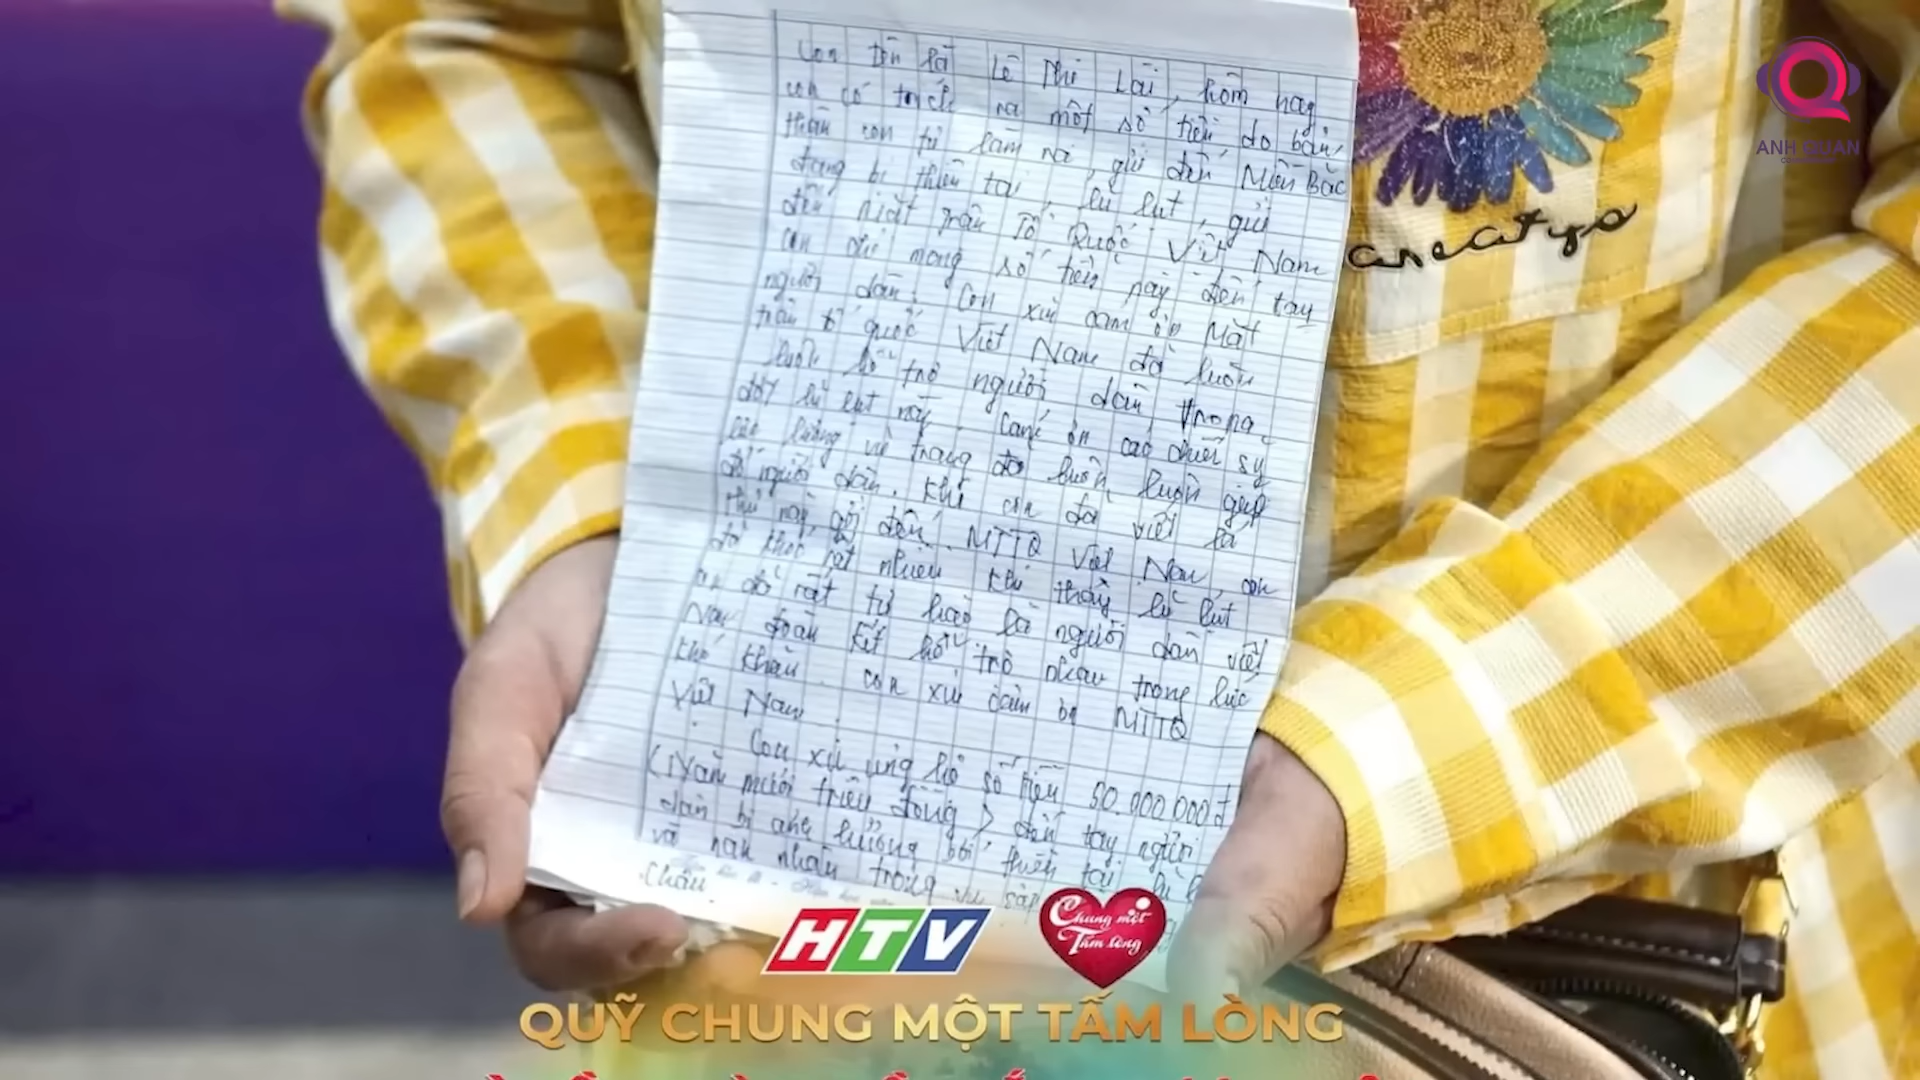 Con tên là Lê Thị Lài, hôm nay
con có trích ra một số tiền do bản
thân con tự làm ra, gửi đến Miền Bắc
đang bị thiên tai, lũ lụt, gửi
đến Mặt trận Tổ Quốc Việt Nam
con chỉ mong số tiền này đến tay
người dân. Con xin cảm ơn Mặt
trận tổ quốc Việt Nam đã luôn
luôn hỗ trợ người dân trong
đợt lũ lụt này. Cảm ơn các chiến sỹ
lực lượng vũ trang đã luôn luôn giúp
đỡ người dân. Khi con đã viết lá
thư này gởi đến MTTQ Việt Nam con
đã khóc rất nhiều khi thấy lũ lụt
rất tự hào là người dân việt
Nam đoàn kết hỗ trợ nhau trong lúc
khó khăn. con xin cảm ơn MTTQ
Việt Nam.
Con xin ủng hộ số tiền 50.000.000đ
(Năm mươi triệu đồng) đến tay người
dân bị ảnh hưởng bởi thiên tai
và nạn nhân trong vụ sập
Cháu
creatyo
ANH QUAN
HTV
Chung một
Tấm lòng
QUỸ CHUNG MỘT TẤM LÒNG